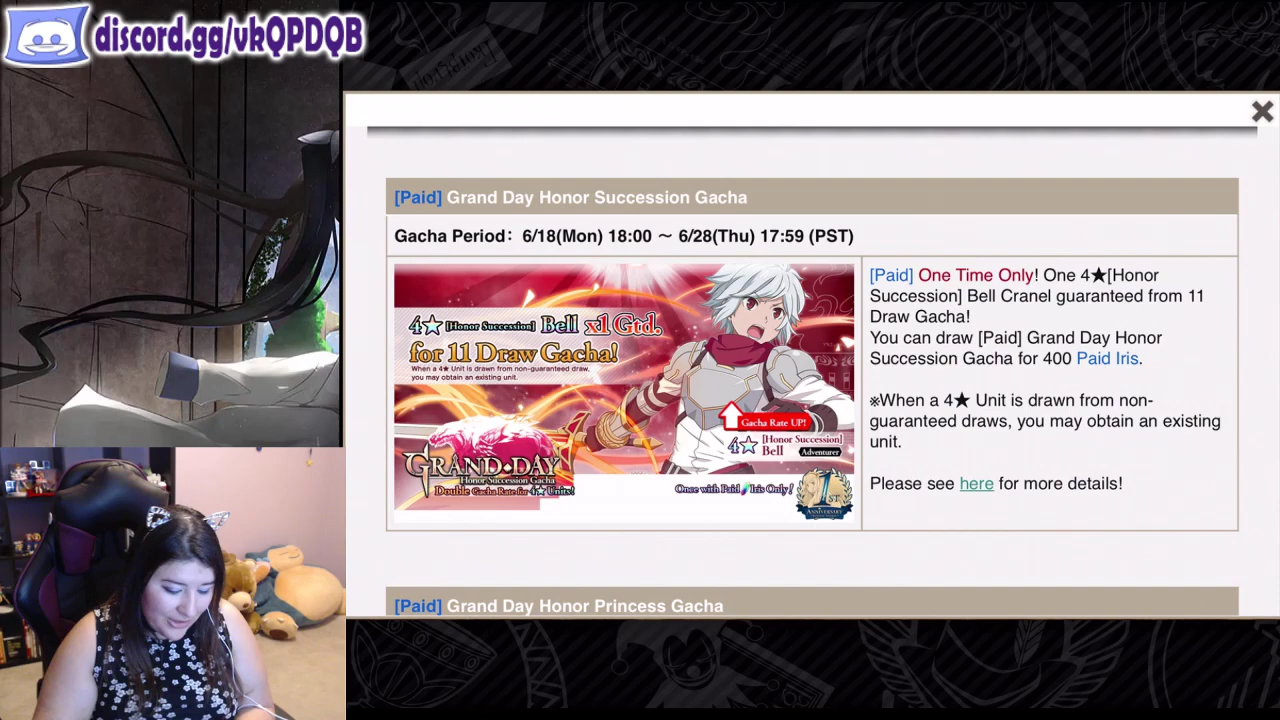 discord.gg/vkQPDQB
[Paid] Grand Day Honor Succession Gacha
Gacha Period: 6/18(Mon) 18:00 ～ 6/28(Thu) 17:59 (PST)
4★ [Honor Succession] Bell x1 Gtd.
for 11 Draw Gacha!
When a 4★ Unit is drawn from non-guaranteed draw,
you may obtain an existing unit.
Gacha Rate UP!
4★ [Honor Succession]
Bell Adventurer
GRAND•DAY
Honor Succession Gacha
Double Gacha Rate for 4★ Units!
Once with Paid Iris Only!
1ST
ANNIVERSARY
[Paid] One Time Only! One 4★[Honor
Succession] Bell Cranel guaranteed from 11
Draw Gacha!
You can draw [Paid] Grand Day Honor
Succession Gacha for 400 Paid Iris.
※When a 4★ Unit is drawn from non-
guaranteed draws, you may obtain an existing
unit.
Please see here for more details!
[Paid] Grand Day Honor Princess Gacha